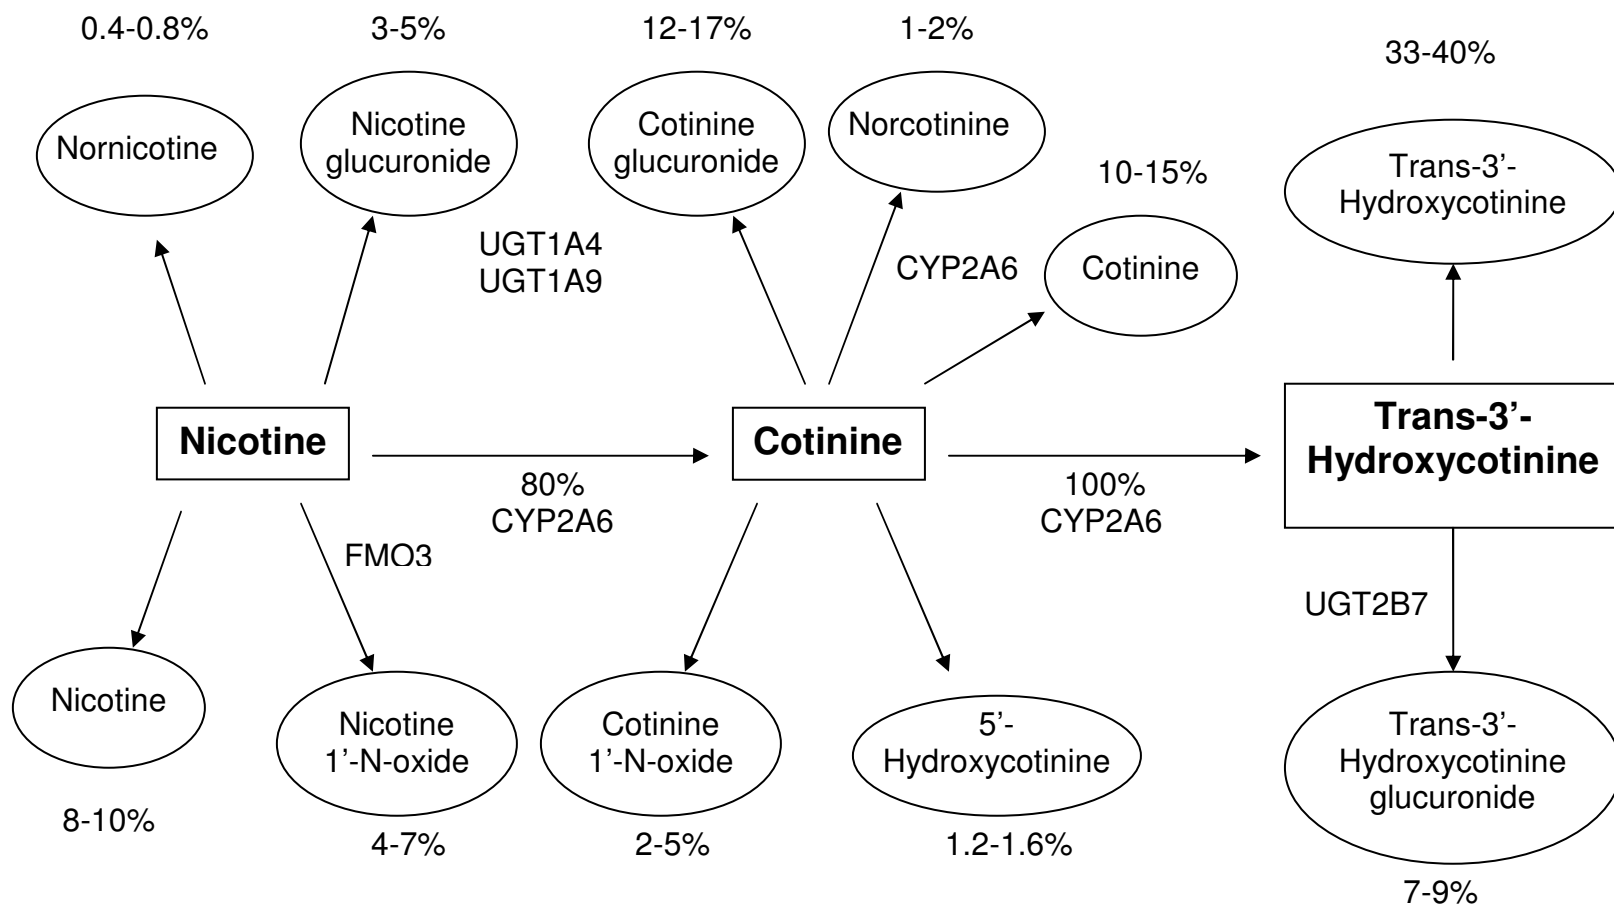 0.4-0.8%
3-5%
12-17%
1-2%
33-40%
Nornicotine
Nicotine
glucuronide
Cotinine
glucuronide
Norcotinine
10-15%
Trans-3’-
Hydroxycotinine
UGT1A4
UGT1A9
CYP2A6
Cotinine
Nicotine
80%
CYP2A6
Cotinine
100%
CYP2A6
Trans-3’-
Hydroxycotinine
FMO3
UGT2B7
Nicotine
8-10%
Nicotine
1’-N-oxide
4-7%
Cotinine
1’-N-oxide
2-5%
5’-
Hydroxycotinine
1.2-1.6%
Trans-3’-
Hydroxycotinine
glucuronide
7-9%